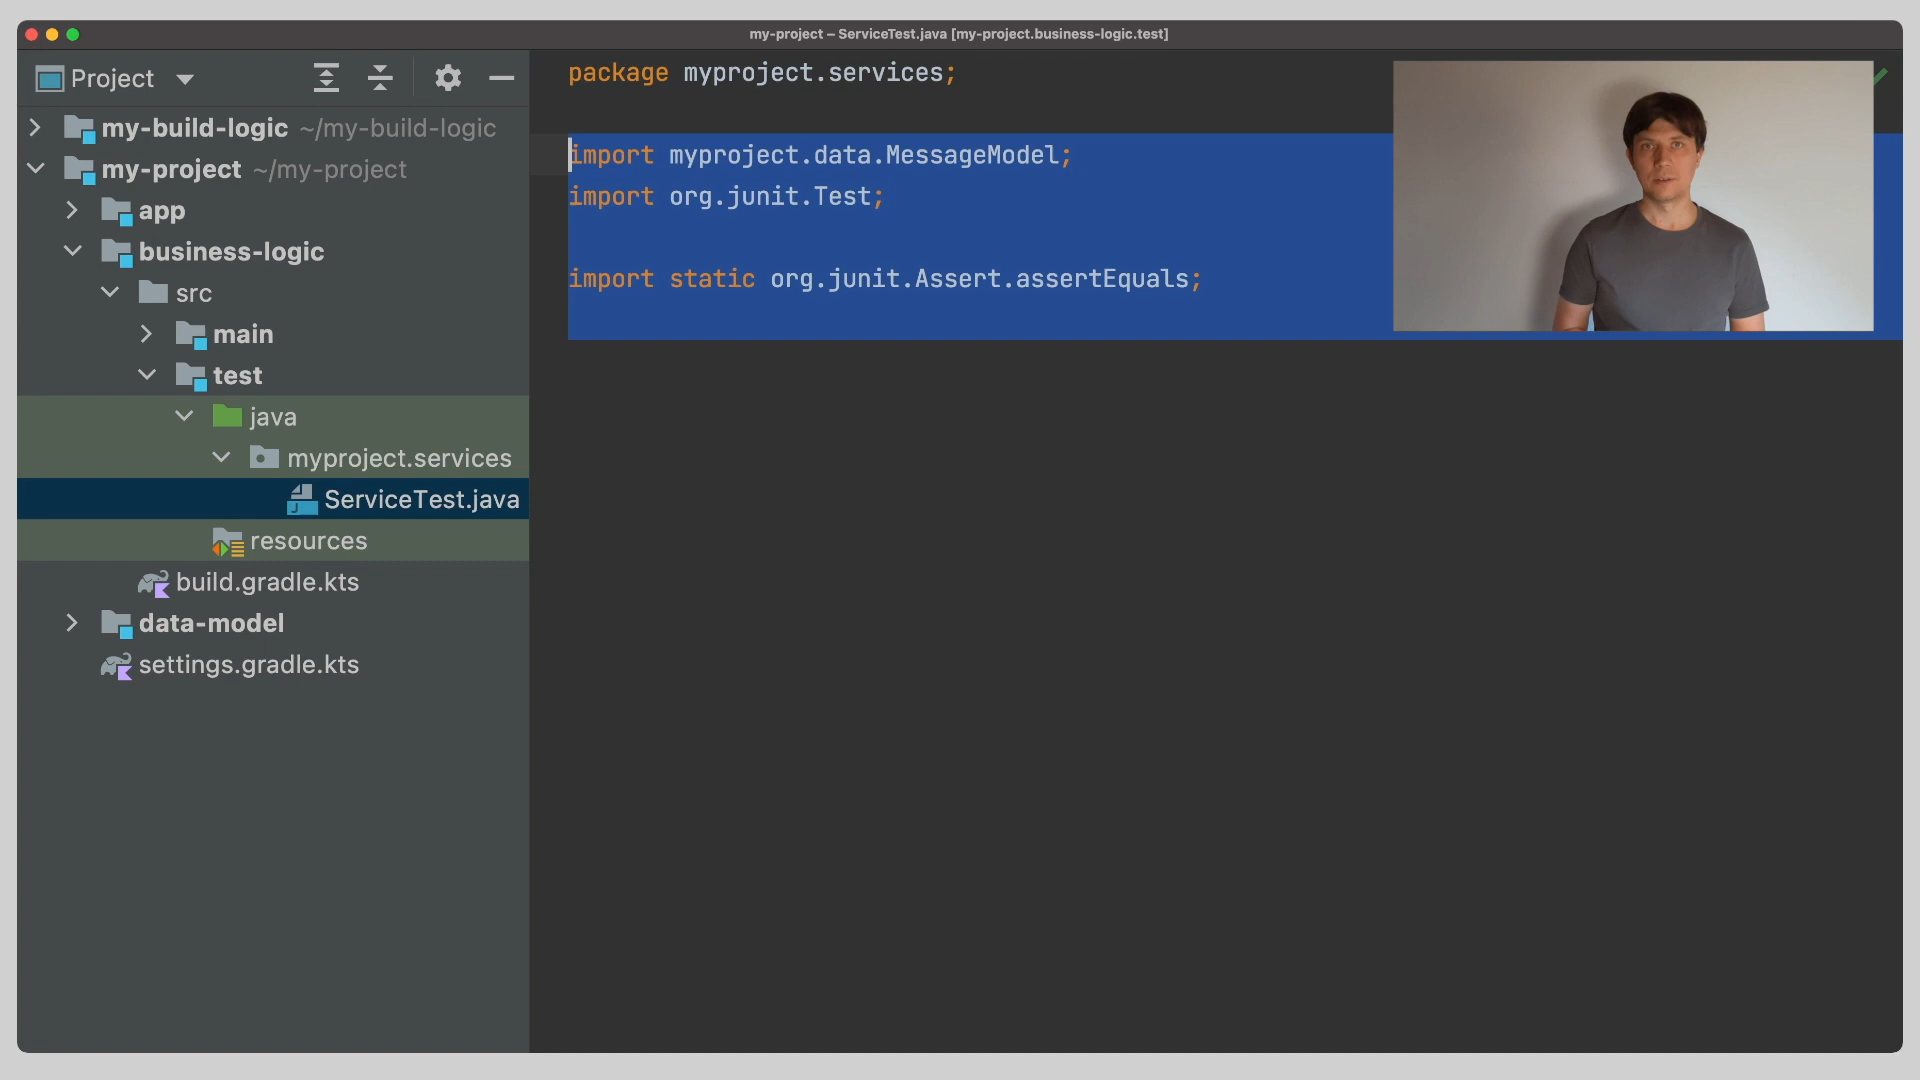 my-project – ServiceTest.java [my-project.business-logic.test]
Project
my-build-logic ~/my-build-logic
my-project ~/my-project
app
business-logic
src
main
test
java
myproject.services
ServiceTest.java
resources
build.gradle.kts
data-model
settings.gradle.kts
package myproject.services;
import myproject.data.MessageModel;
import org.junit.Test;
import static org.junit.Assert.assertEquals;